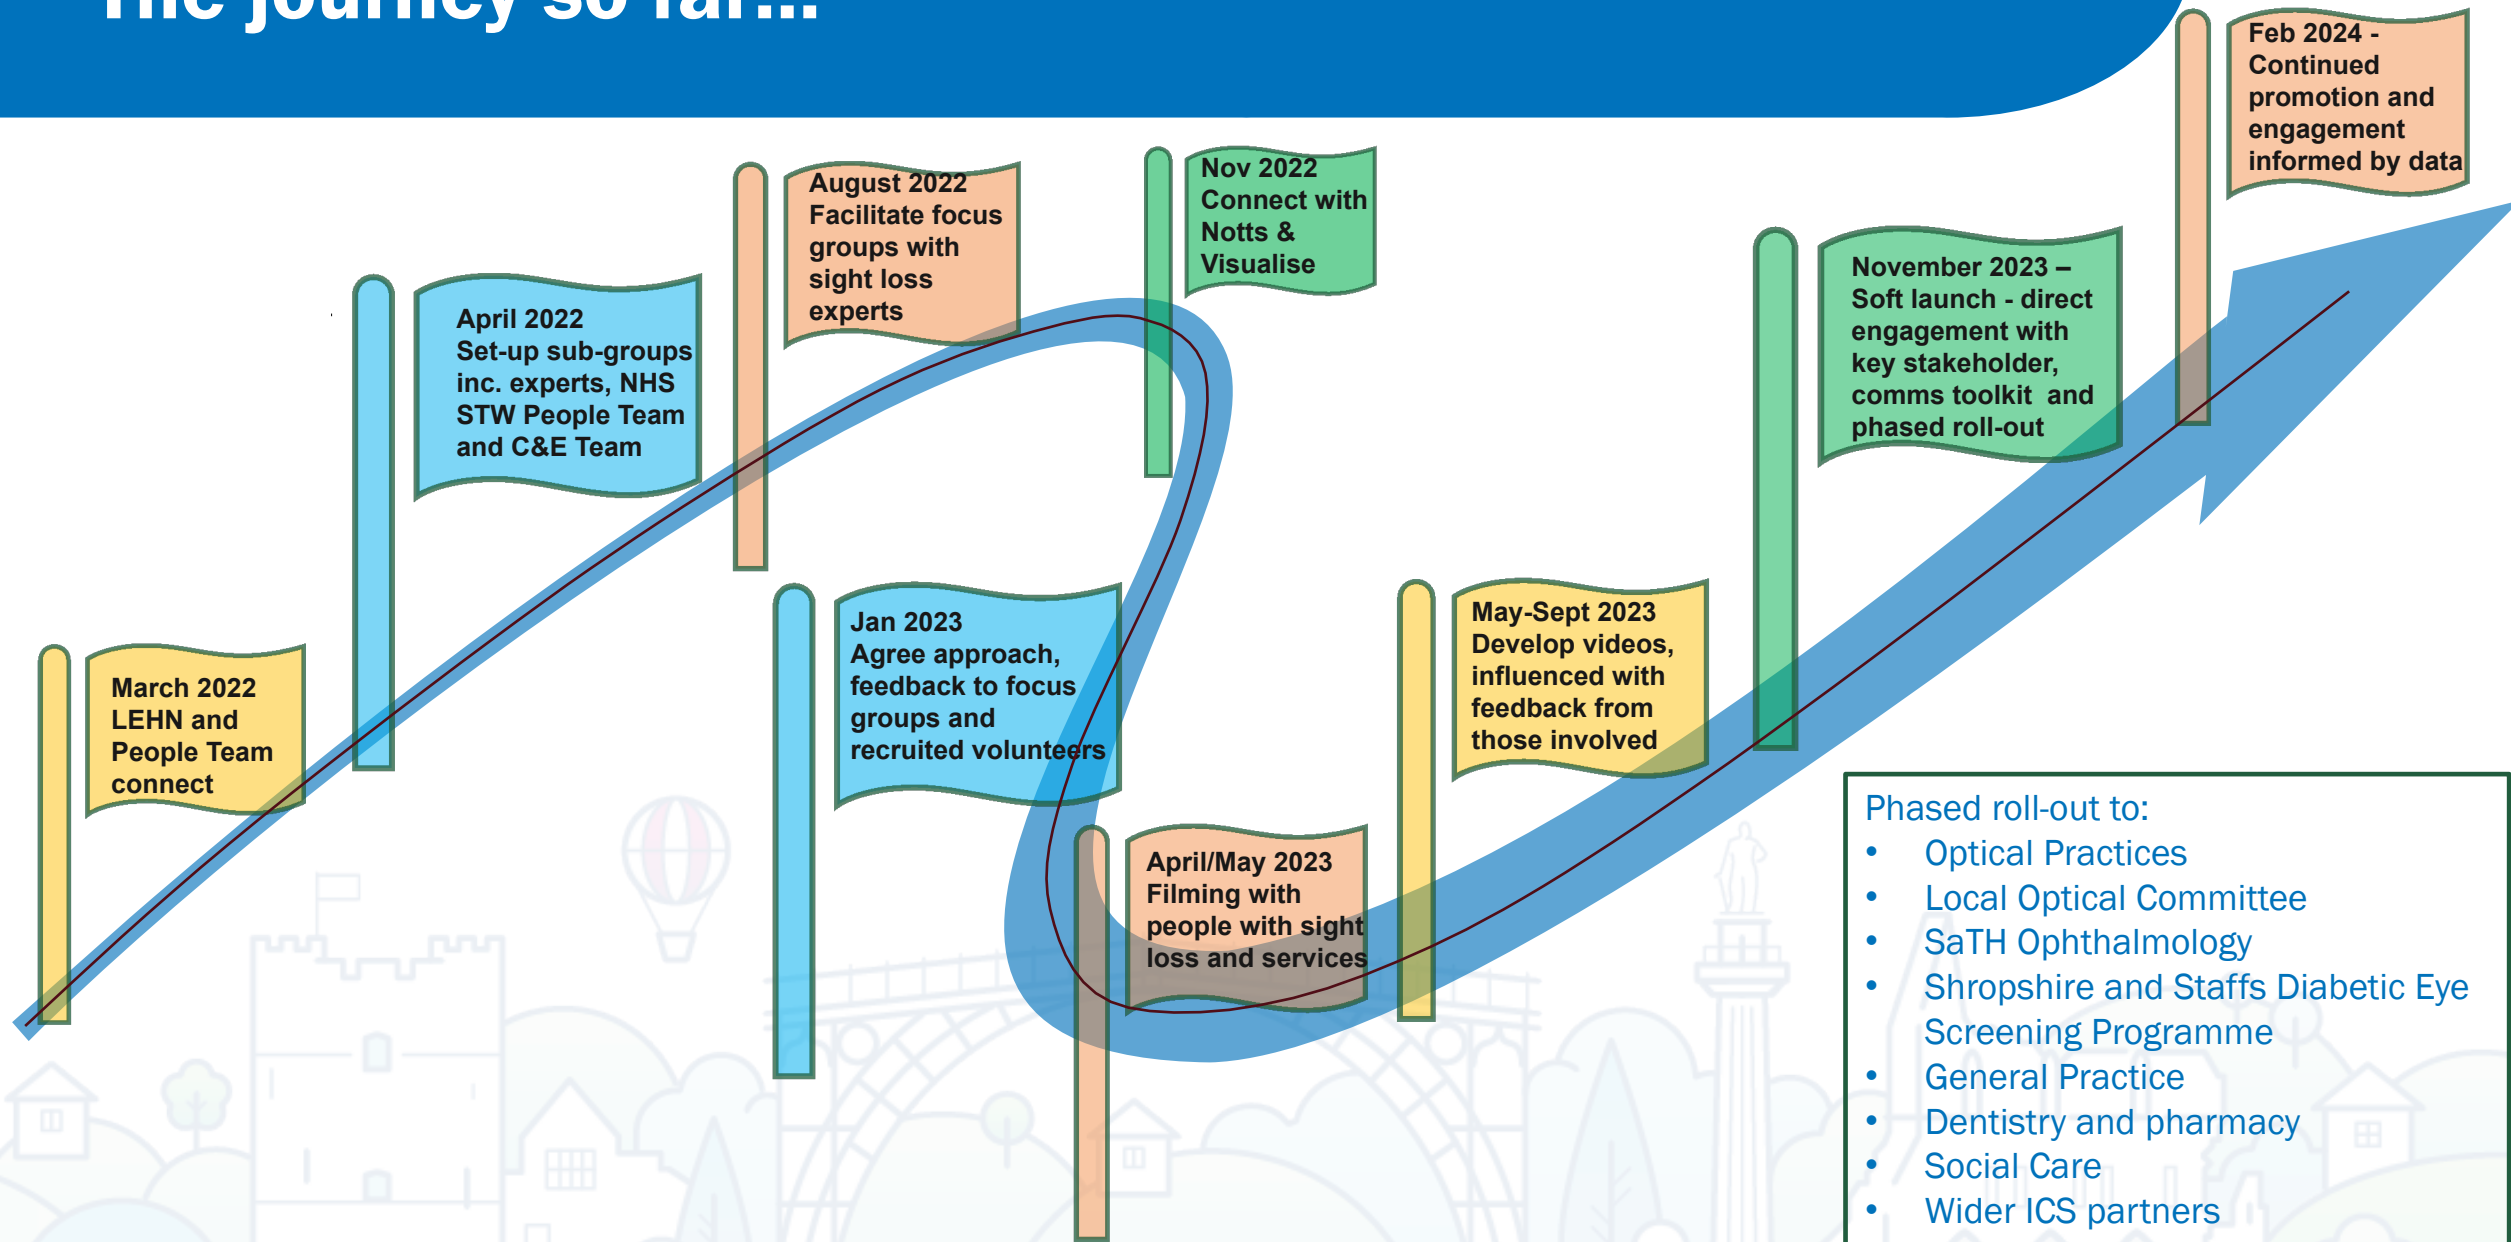 The journey so far...
March 2022
LEHN and
People Team
connect
April 2022
Set-up sub-groups
inc. experts, NHS
STW People Team
and C&E Team
August 2022
Facilitate focus
groups with
sight loss
experts
Nov 2022
Connect with
Notts &
Visualise
Jan 2023
Agree approach,
feedback to focus
groups and
recruited volunteers
April/May 2023
Filming with
people with sight
loss and services
May-Sept 2023
Develop videos,
influenced with
feedback from
those involved
November 2023 –
Soft launch - direct
engagement with
key stakeholder,
comms toolkit  and
phased roll-out
Feb 2024 -
Continued
promotion and
engagement
informed by data
Phased roll-out to:
• Optical Practices
• Local Optical Committee
• SaTH Ophthalmology
• Shropshire and Staffs Diabetic Eye
Screening Programme
• General Practice
• Dentistry and pharmacy
• Social Care
• Wider ICS partners